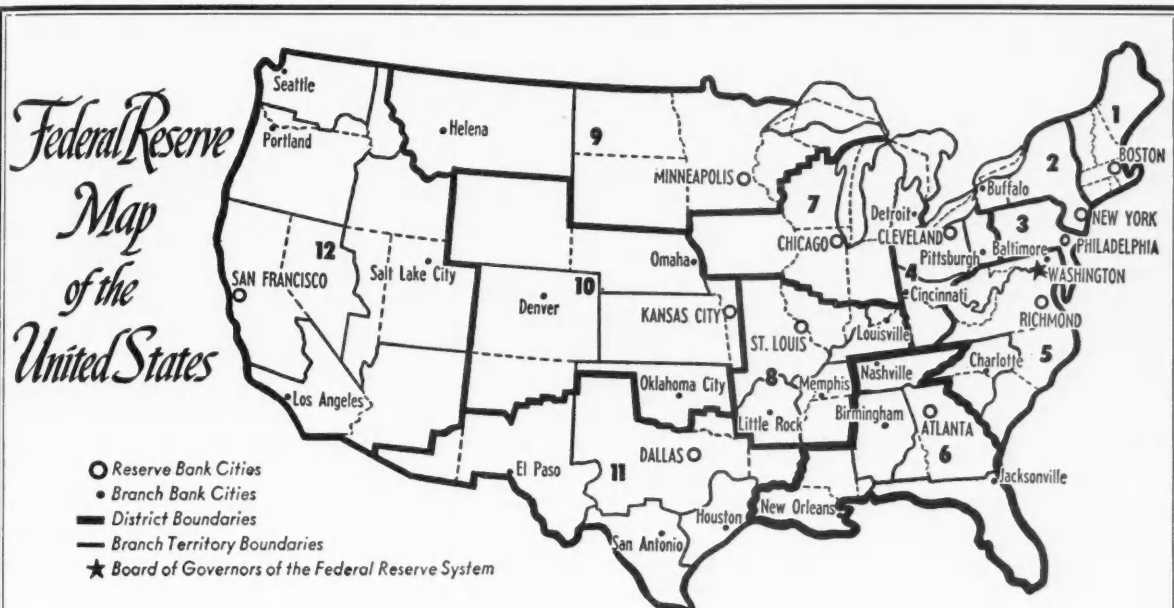 Federal Reserve
Map
of the
United States
Seattle
Portland
Helena
9
MINNEAPOLIS
1
BOSTON
2
Buffalo
NEW YORK
7
Detroit
CHICAGO
CLEVELAND
3
Baltimore
Pittsburgh
PHILADELPHIA
WASHINGTON
12
Salt Lake City
SAN FRANCISCO
Omaha
10
Denver
KANSAS CITY
4
Cincinnati
RICHMOND
ST. LOUIS
Louisville
5
Charlotte
Los Angeles
Oklahoma City
8
Memphis
Nashville
Little Rock
Birmingham
ATLANTA
6
DALLAS
El Paso
11
Jacksonville
Houston
New Orleans
San Antonio
Reserve Bank Cities
Branch Bank Cities
District Boundaries
Branch Territory Boundaries
Board of Governors of the Federal Reserve System